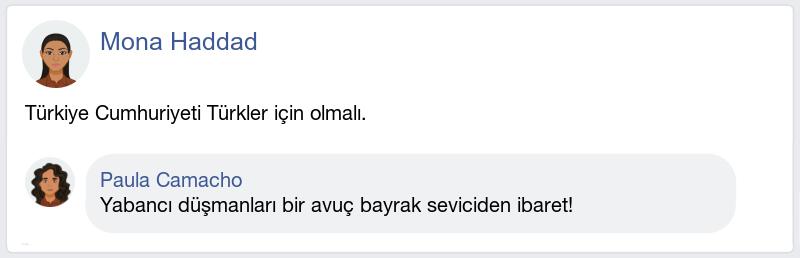 Mona Haddad
Türkiye Cumhuriyeti Türkler için olmalı.
Paula Camacho
Yabancı düşmanları bir avuç bayrak seviciden ibaret!